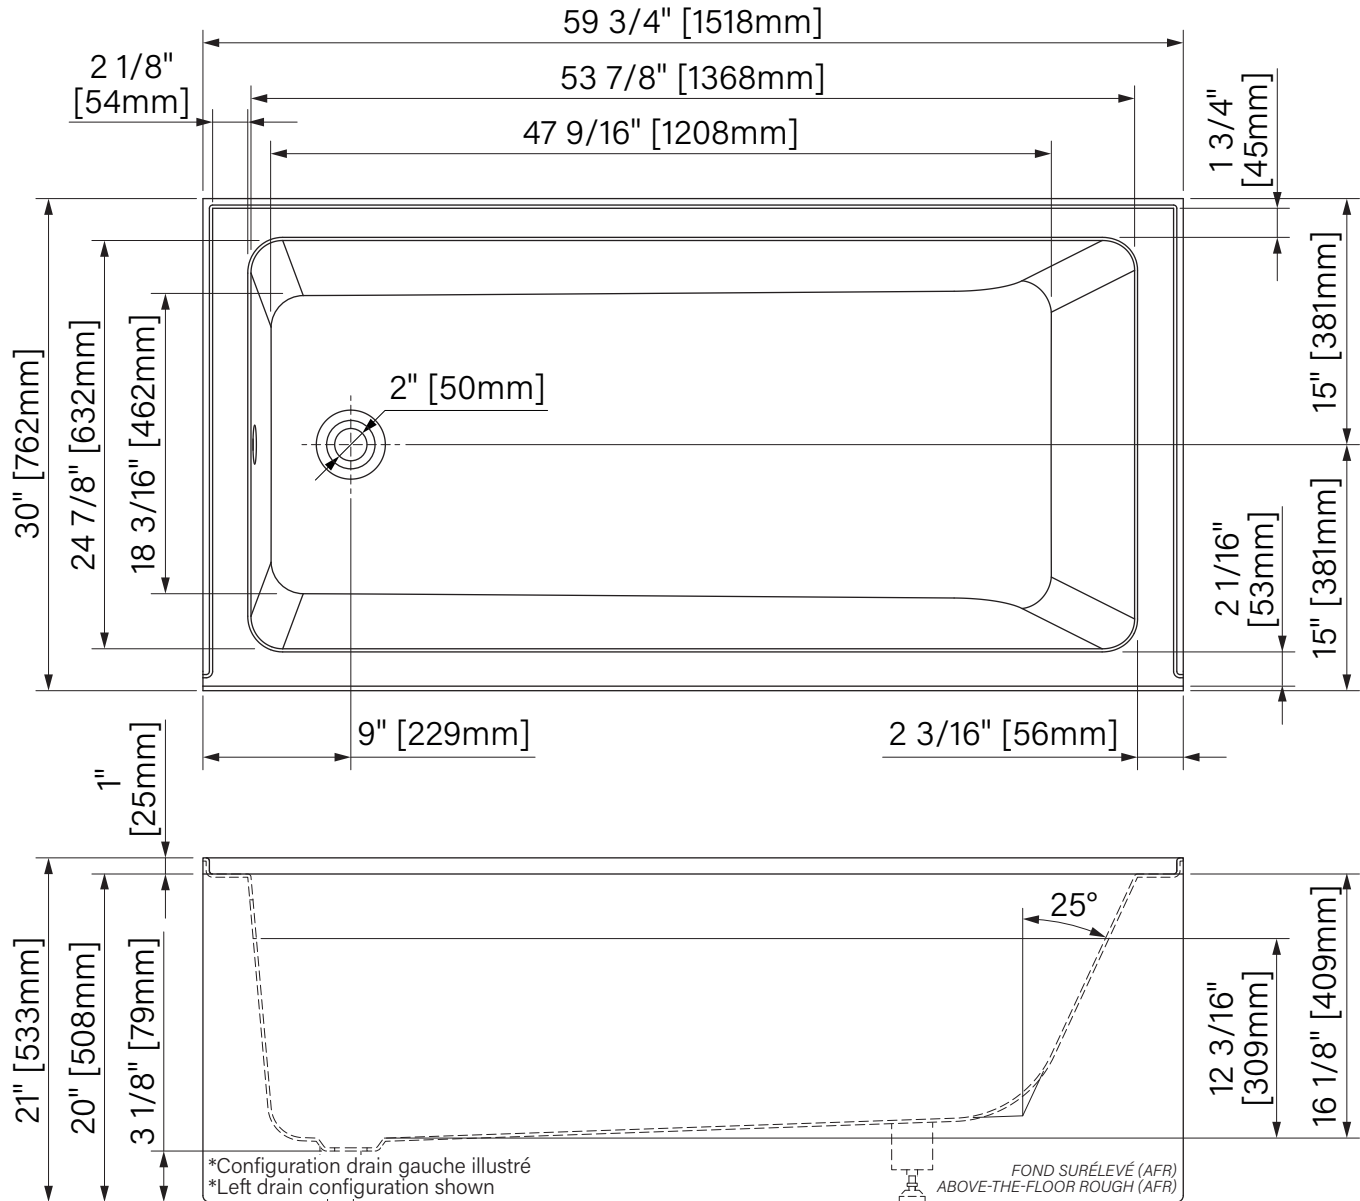 59 3/4" [1518mm]
2 1/8"
[54mm]
53 7/8" [1368mm]
47 9/16" [1208mm]
1 3/4"
[45mm]
30" [762mm]
24 7/8" [632mm]
18 3/16" [462mm]
2" [50mm]
15" [381mm]
2 1/16"
[53mm]
15" [381mm]
9" [229mm]
2 3/16" [56mm]
1"
[25mm]
21" [533mm]
20" [508mm]
3 1/8" [79mm]
25°
12 3/16"
[309mm]
16 1/8" [409mm]
*Configuration drain gauche illustré
*Left drain configuration shown
FOND SURÉLEVÉ (AFR)
ABOVE-THE-FLOOR ROUGH (AFR)